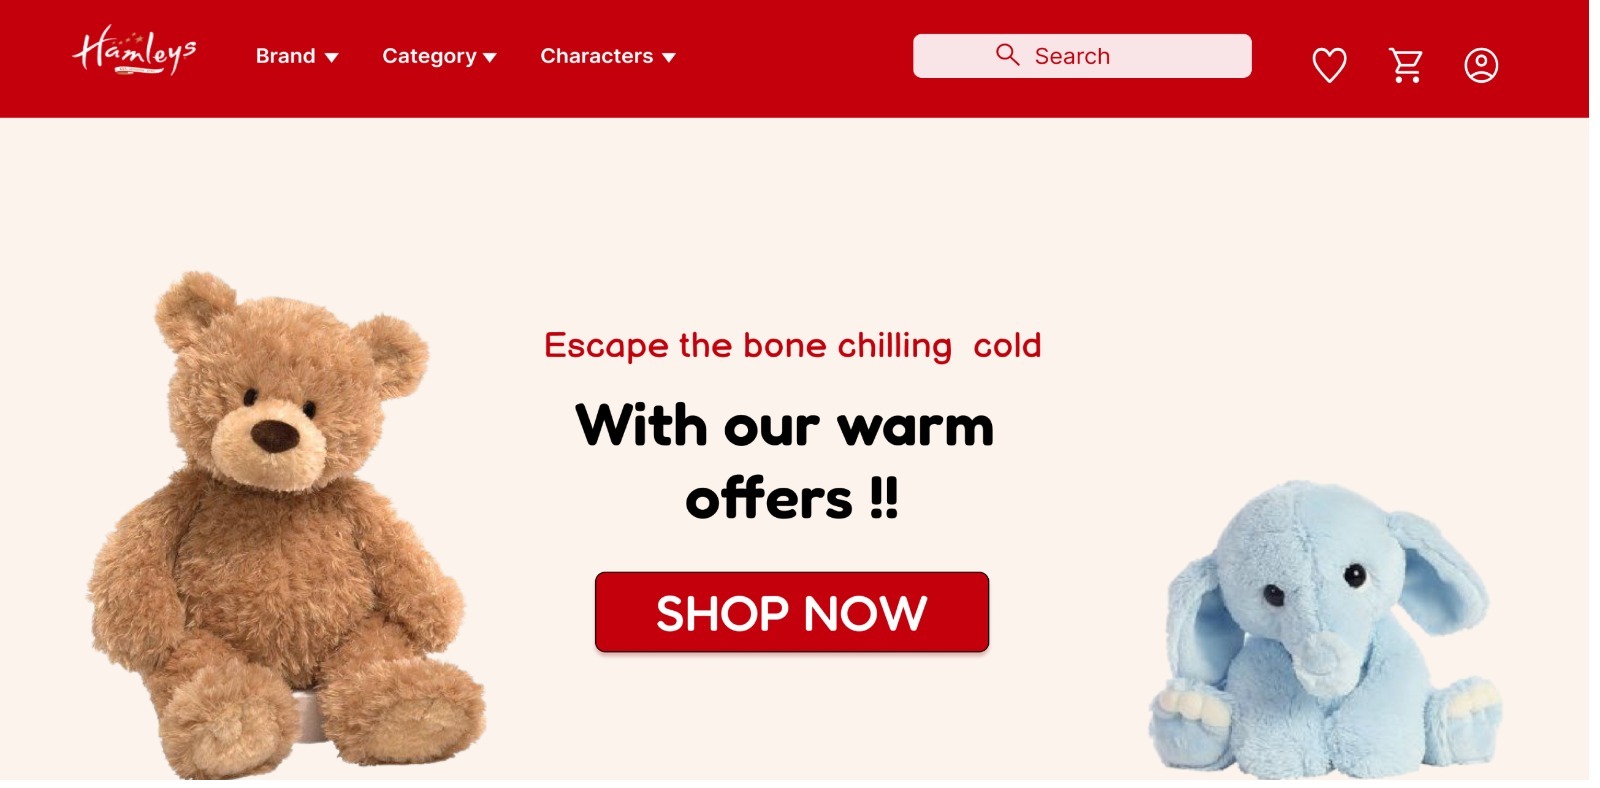 Hamleys
Brand
Category
Characters
Search
Escape the bone chilling  cold
With our warm
offers !!
SHOP NOW